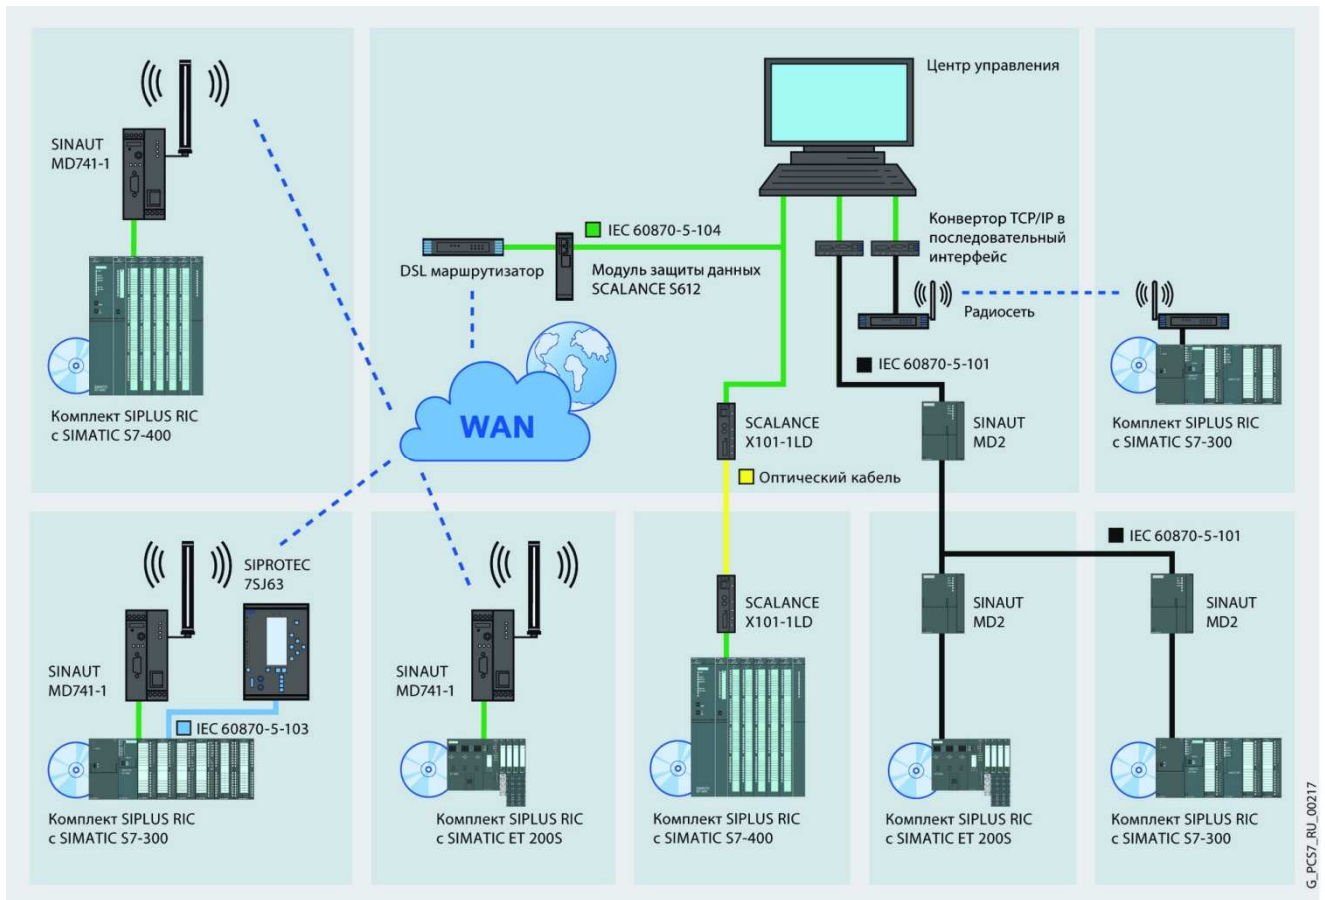 SINAUT
MD741-1
Комплект SIPLUS RIC
с SIMATIC S7-400
Центр управления
IEC 60870-5-104
DSL маршрутизатор
Модуль защиты данных
SCALANCE S612
Конвертор TCP/IP в
последовательный
интерфейс
Радиосеть
WAN
IEC 60870-5-101
SCALANCE
X101-1LD
SINAUT
MD2
Оптический кабель
Комплект SIPLUS RIC
с SIMATIC S7-300
SIPROTEC
7SJ63
SINAUT
MD741-1
IEC 60870-5-103
Комплект SIPLUS RIC
с SIMATIC S7-300
SINAUT
MD741-1
Комплект SIPLUS RIC
с SIMATIC ET 200S
SCALANCE
X101-1LD
Комплект SIPLUS RIC
с SIMATIC S7-400
SINAUT
MD2
Комплект SIPLUS RIC
с SIMATIC ET 200S
IEC 60870-5-101
SINAUT
MD2
Комплект SIPLUS RIC
с SIMATIC S7-300
G_PCS7_RU_00217